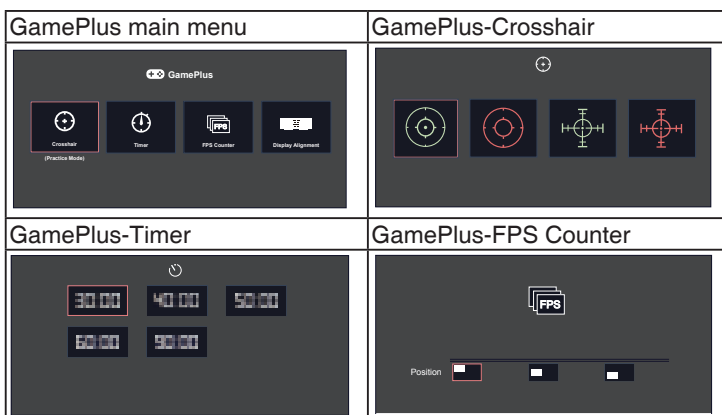 GamePlus main menu
GamePlus-Crosshair
GamePlus
Crosshair
Timer
FPS
FPS Counter
Display Alignment
(Practice Mode)
GamePlus-Timer
GamePlus-FPS Counter
30:00
40:00
50:00
60:00
90:00
FPS
Position